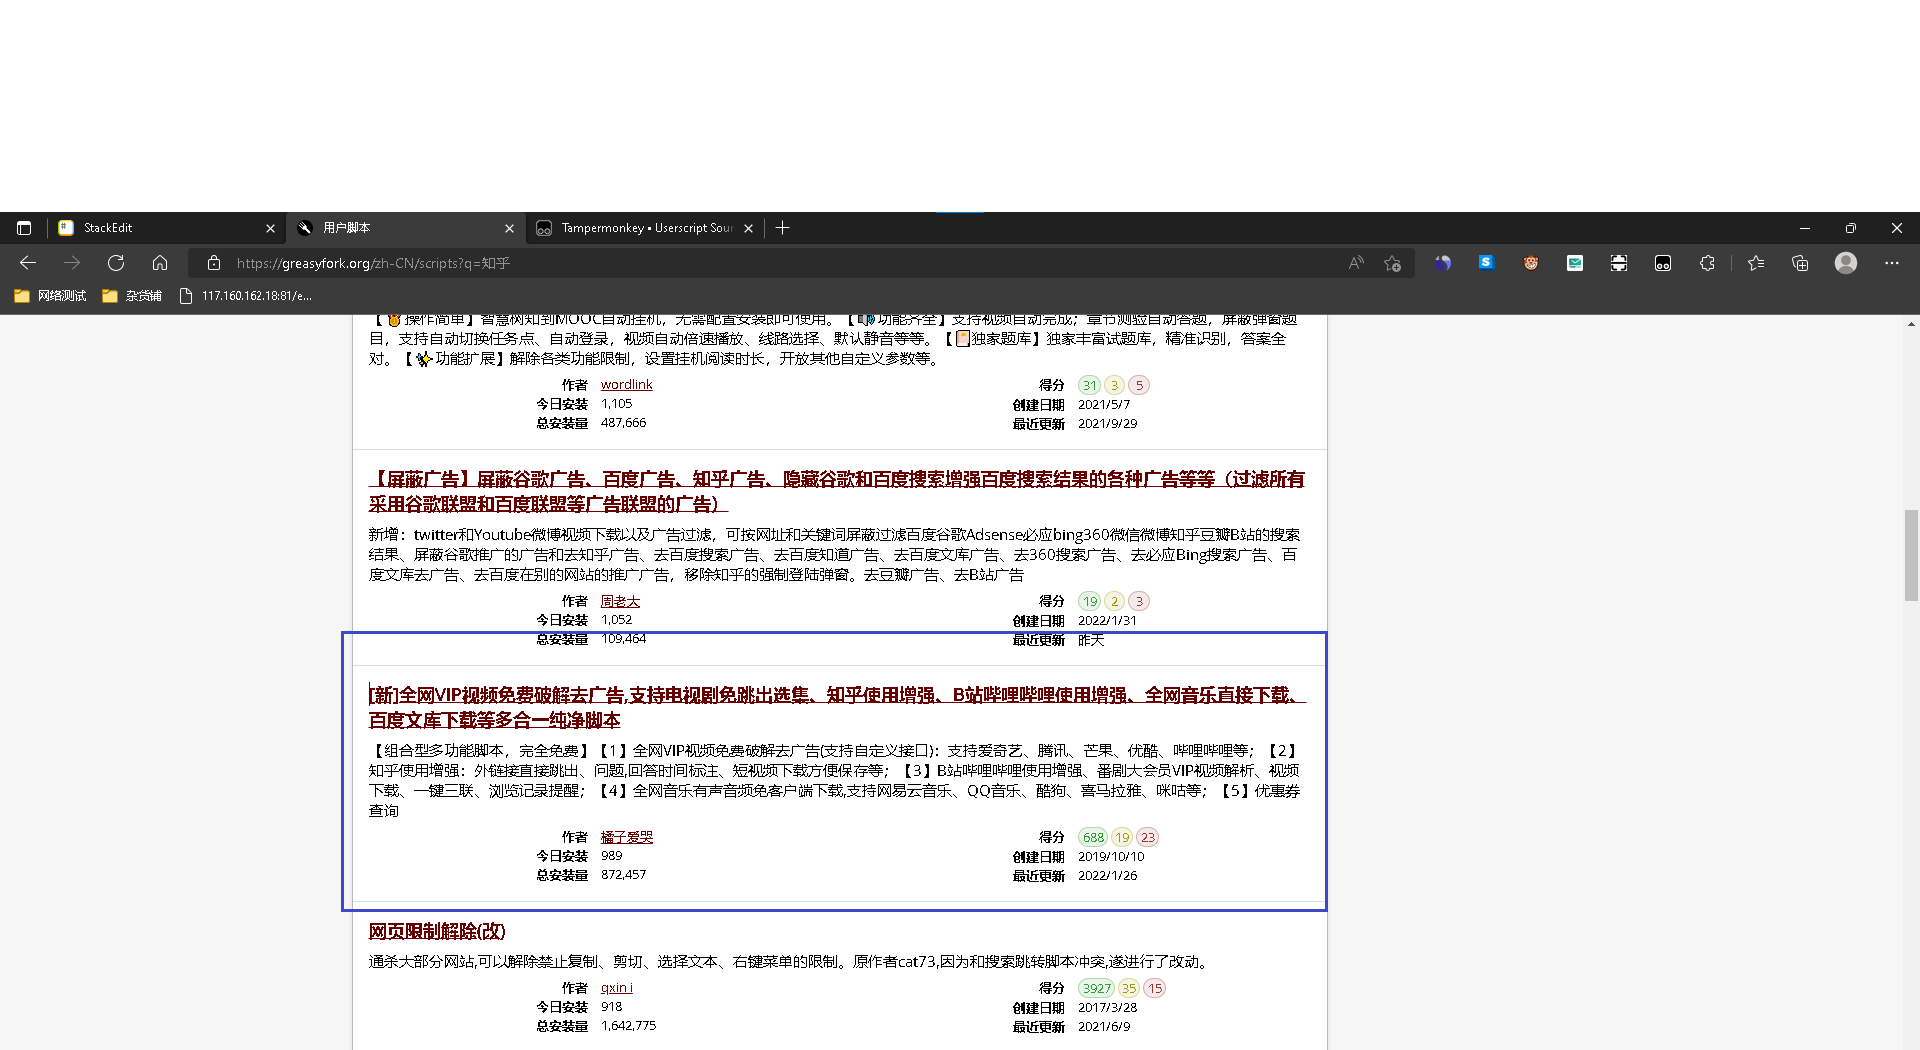 StackEdit
用户脚本
Tampermonkey • Userscript Sour
https://greasyfork.org/zh-CN/scripts?q=知乎
网络测试
杂货铺
117.160.162.18:81/e...
【🥇操作简单】智慧树知到MOOC自动挂机，无需配置安装即可使用。【🔊功能齐全】支持视频自动完成；章节测验自动答题，屏蔽弹窗题
目，支持自动切换任务点、自动登录，视频自动倍速播放、线路选择、默认静音等等。【📔独家题库】独家丰富试题库，精准识别，答案全
对。【✨功能扩展】解除各类功能限制，设置挂机阅读时长，开放其他自定义参数等。
作者 wordlink 得分 31 3 5
今日安装 1,105 创建日期 2021/5/7
总安装量 487,666 最近更新 2021/9/29
【屏蔽广告】屏蔽谷歌广告、百度广告、知乎广告、隐藏谷歌和百度搜索增强百度搜索结果的各种广告等等（过滤所有
采用谷歌联盟和百度联盟等广告联盟的广告）
新增：twitter和Youtube微博视频下载以及广告过滤，可按网址和关键词屏蔽过滤百度谷歌Adsense必应bing360微信微博知乎豆瓣B站的搜索
结果、屏蔽谷歌推广的广告和去知乎广告、去百度搜索广告、去百度知道广告、去百度文库广告、去360搜索广告、去必应Bing搜索广告、百
度文库去广告、去百度在别的网站的推广广告，移除知乎的强制登陆弹窗。去豆瓣广告、去B站广告
作者 周老大 得分 19 2 3
今日安装 1,052 创建日期 2022/1/31
总安装量 109,464 最近更新 昨天
[新]全网VIP视频免费破解去广告,支持电视剧免跳出选集、知乎使用增强、B站哔哩哔哩使用增强、全网音乐直接下载、
百度文库下载等多合一纯净脚本
【组合型多功能脚本，完全免费】【1】全网VIP视频免费破解去广告(支持自定义接口)：支持爱奇艺、腾讯、芒果、优酷、哔哩哔哩等；【2】
知乎使用增强：外链接直接跳出、问题,回答时间标注、短视频下载方便保存等；【3】B站哔哩哔哩使用增强、番剧大会员VIP视频解析、视频
下载、一键三联、浏览记录提醒；【4】全网音乐有声音频免客户端下载,支持网易云音乐、QQ音乐、酷狗、喜马拉雅、咪咕等；【5】优惠券
查询
作者 橘子爱哭 得分 688 19 23
今日安装 989 创建日期 2019/10/10
总安装量 872,457 最近更新 2022/1/26
网页限制解除(改)
通杀大部分网站,可以解除禁止复制、剪切、选择文本、右键菜单的限制。原作者cat73,因为和搜索跳转脚本冲突,遂进行了改动。
作者 qxin i 得分 3927 35 15
今日安装 918 创建日期 2017/3/28
总安装量 1,642,775 最近更新 2021/6/9